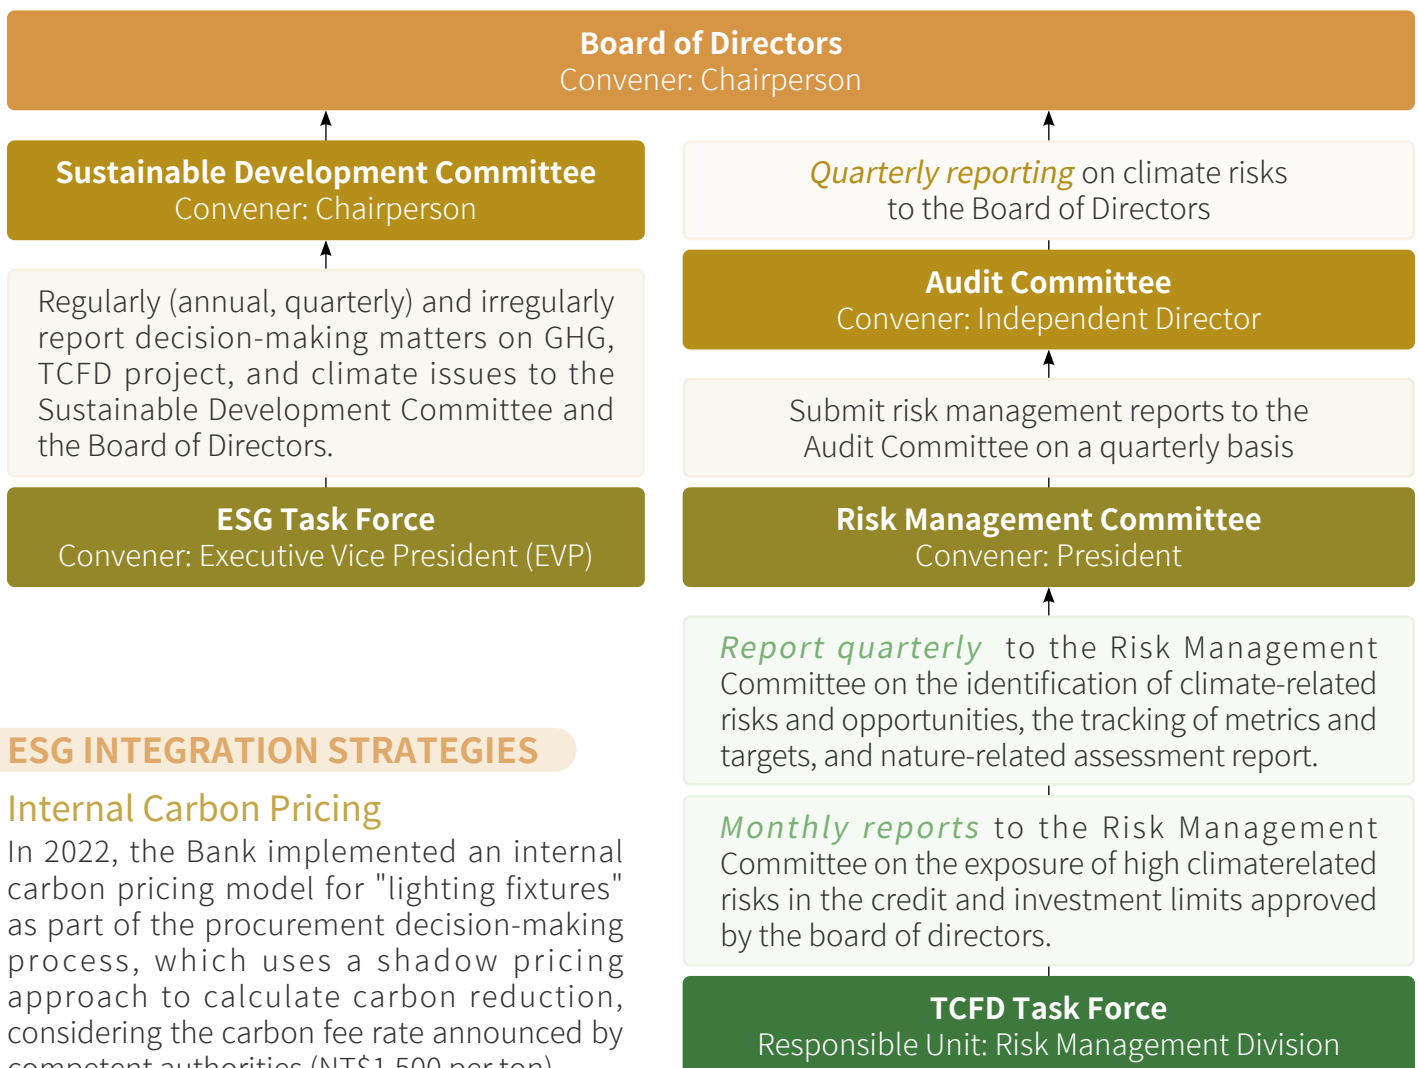 Board of Directors
Convener: Chairperson
Sustainable Development Committee
Convener: Chairperson
Regularly (annual, quarterly) and irregularly
report decision-making matters on GHG,
TCFD project, and climate issues to the
Sustainable Development Committee and
the Board of Directors.
ESG Task Force
Convener: Executive Vice President (EVP)
Quarterly reporting on climate risks
to the Board of Directors
Audit Committee
Convener: Independent Director
Submit risk management reports to the
Audit Committee on a quarterly basis
Risk Management Committee
Convener: President
Report quarterly to the Risk Management
Committee on the identification of climate-related
risks and opportunities, the tracking of metrics and
targets, and nature-related assessment report.
Monthly reports to the Risk Management
Committee on the exposure of high climaterelated
risks in the credit and investment limits approved
by the board of directors.
TCFD Task Force
Responsible Unit: Risk Management Division
ESG INTEGRATION STRATEGIES
Internal Carbon Pricing
In 2022, the Bank implemented an internal
carbon pricing model for "lighting fixtures"
as part of the procurement decision-making
process, which uses a shadow pricing
approach to calculate carbon reduction,
considering the carbon fee rate announced by
competent authorities (NT$1,500 per ton)